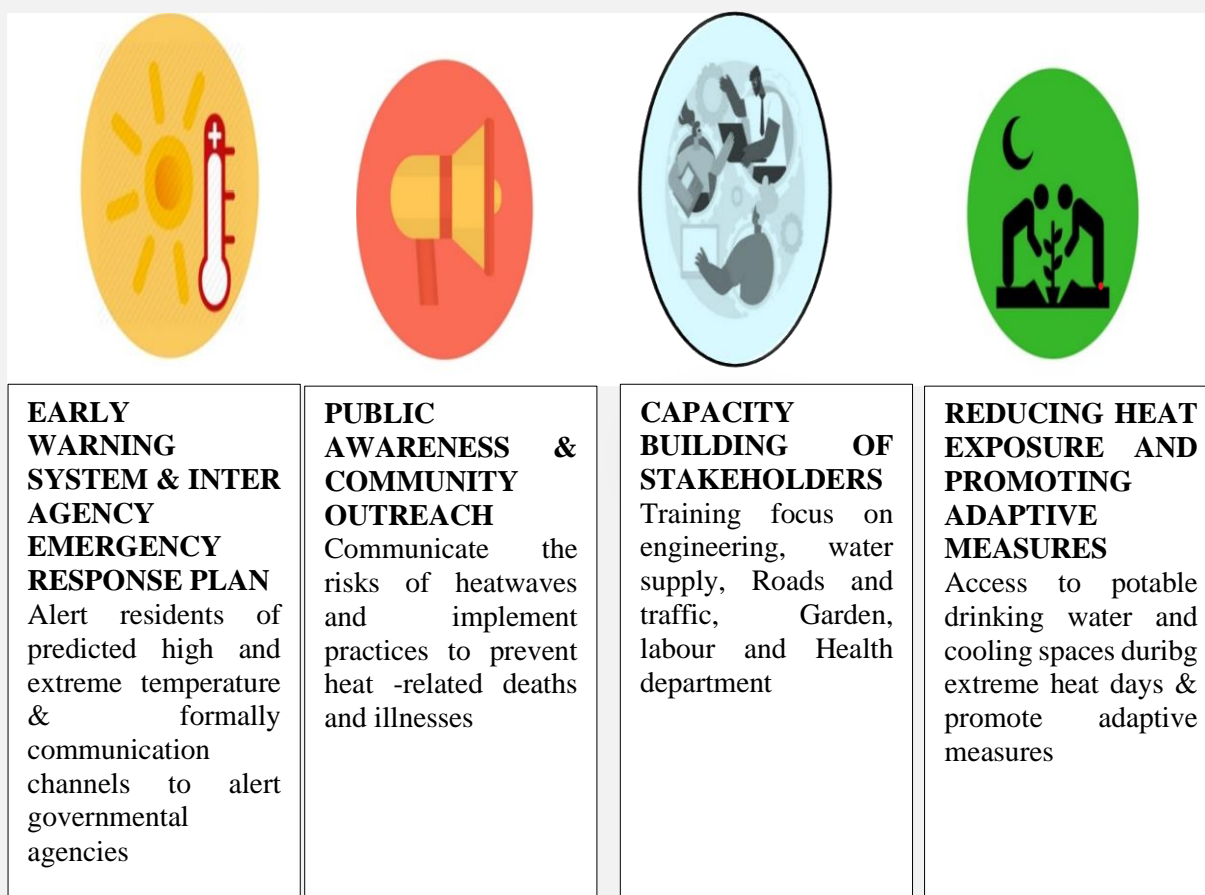 EARLY
WARNING
SYSTEM & INTER
AGENCY
EMERGENCY
RESPONSE PLAN
Alert residents of
predicted high and
extreme temperature
& formally
communication
channels to alert
governmental
agencies
PUBLIC
AWARENESS &
COMMUNITY
OUTREACH
Communicate the
risks of heatwaves
and implement
practices to prevent
heat -related deaths
and illnesses
CAPACITY
BUILDING OF
STAKEHOLDERS
Training focus on
engineering, water
supply, Roads and
traffic, Garden,
labour and Health
department
REDUCING HEAT
EXPOSURE AND
PROMOTING
ADAPTIVE
MEASURES
Access to potable
drinking water and
cooling spaces duribg
extreme heat days &
promote adaptive
measures